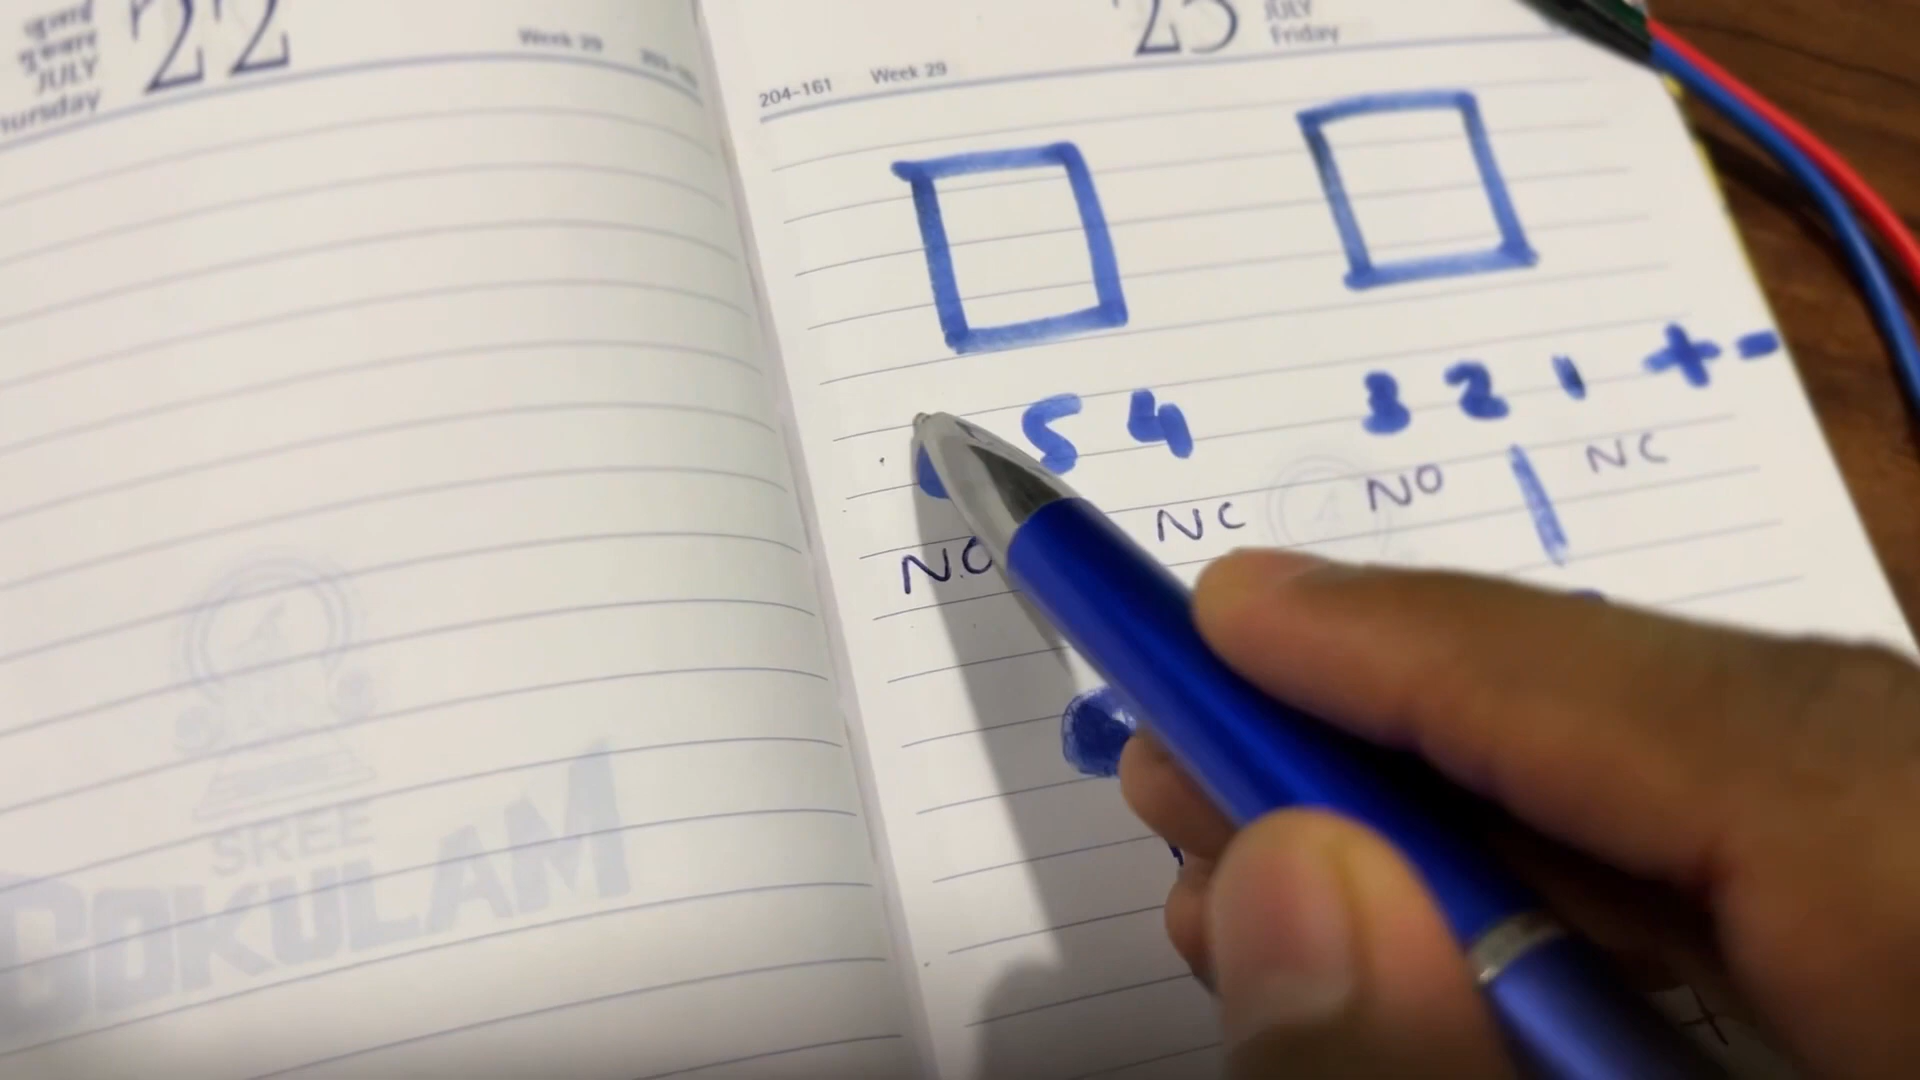 जुलाई
JULY
22
Week 29
204-161 Week 29
23
JULY
Friday
5 4 3 2 1 + -
NO NC NO NC
SREE
GOKULAM